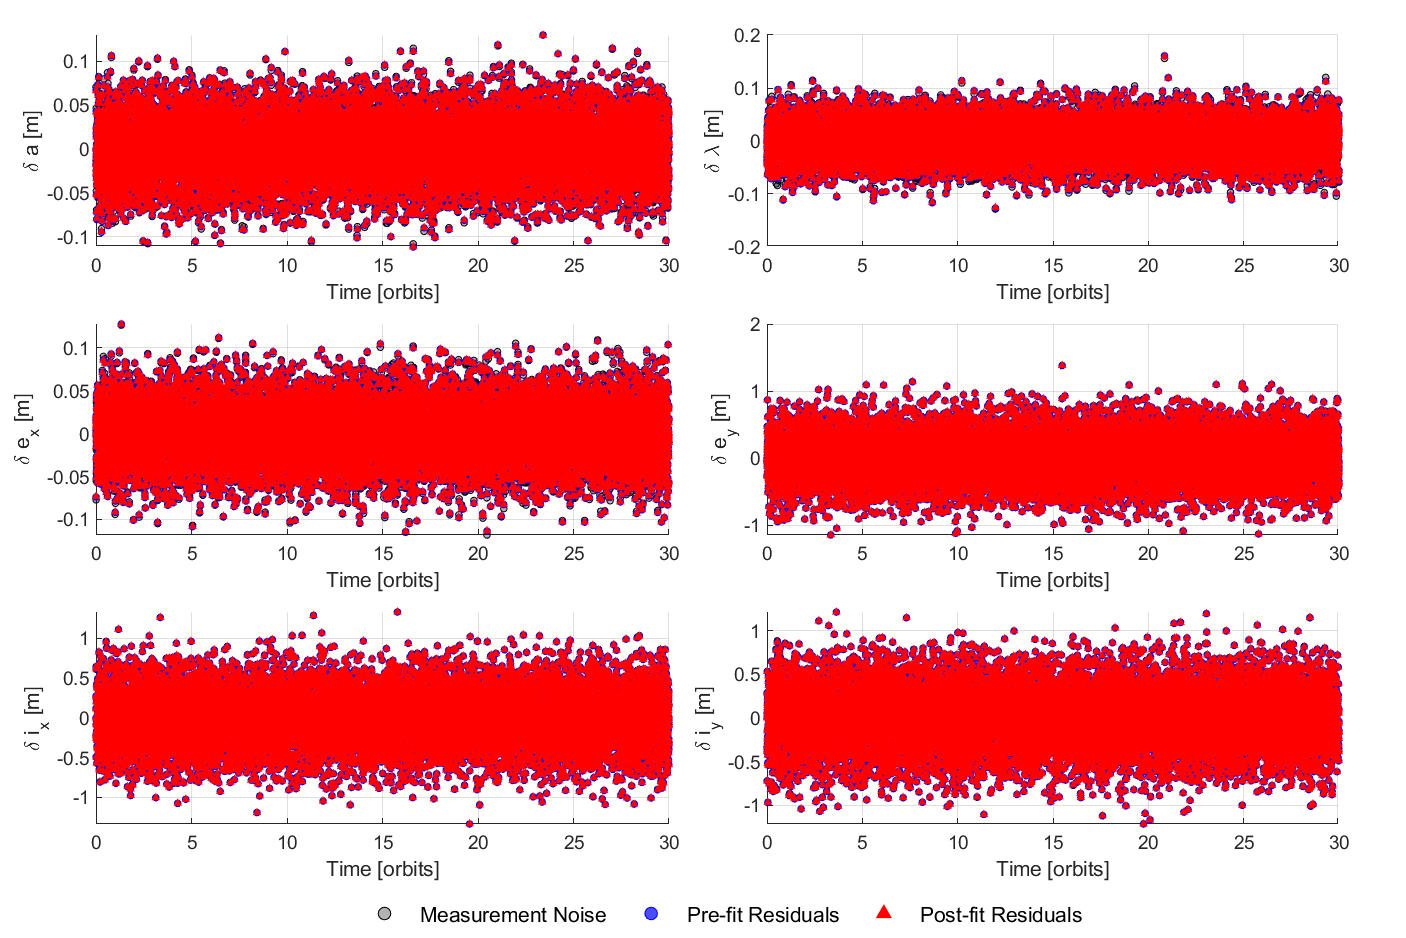 0.1
0.05
0
-0.05
-0.1
δ a [m]
0 5 10 15 20 25 30
Time [orbits]
0.2
0.1
0
-0.1
-0.2
δ λ [m]
0 5 10 15 20 25 30
Time [orbits]
0.1
0.05
0
-0.05
-0.1
δ e_x [m]
0 5 10 15 20 25 30
Time [orbits]
2
1
0
-1
δ e_y [m]
0 5 10 15 20 25 30
Time [orbits]
1
0.5
0
-0.5
-1
δ i_x [m]
0 5 10 15 20 25 30
Time [orbits]
1
0.5
0
-0.5
-1
δ i_y [m]
0 5 10 15 20 25 30
Time [orbits]
Measurement Noise Pre-fit Residuals Post-fit Residuals